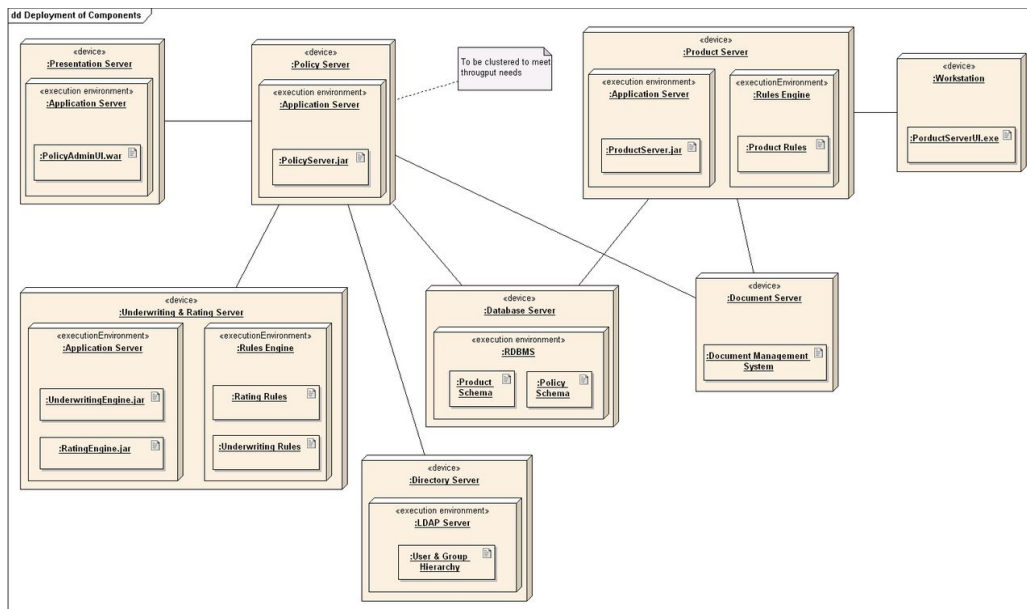 dd Deployment of Components
«device»
:Presentation Server
«execution environment»
:Application Server
:PolicyAdminUI.war
«device»
:Policy Server
«execution environment»
:Application Server
:PolicyServer.jar
To be clustered to meet
througput needs
«device»
:Product Server
«execution environment»
:Application Server
:ProductServer.jar
«executionEnvironment»
:Rules Engine
:Product Rules
«device»
:Workstation
:PorductServerUI.exe
«device»
:Underwriting & Rating Server
«executionEnvironment»
:Application Server
:UnderwritingEngine.jar
:RatingEngine.jar
«executionEnvironment»
:Rules Engine
:Rating Rules
:Underwriting Rules
«device»
:Database Server
«execution environment»
:RDBMS
:Product
Schema
:Policy
Schema
«device»
:Document Server
:Document Management
System
«device»
:Directory Server
«execution environment»
:LDAP Server
:User & Group
Hierarchy